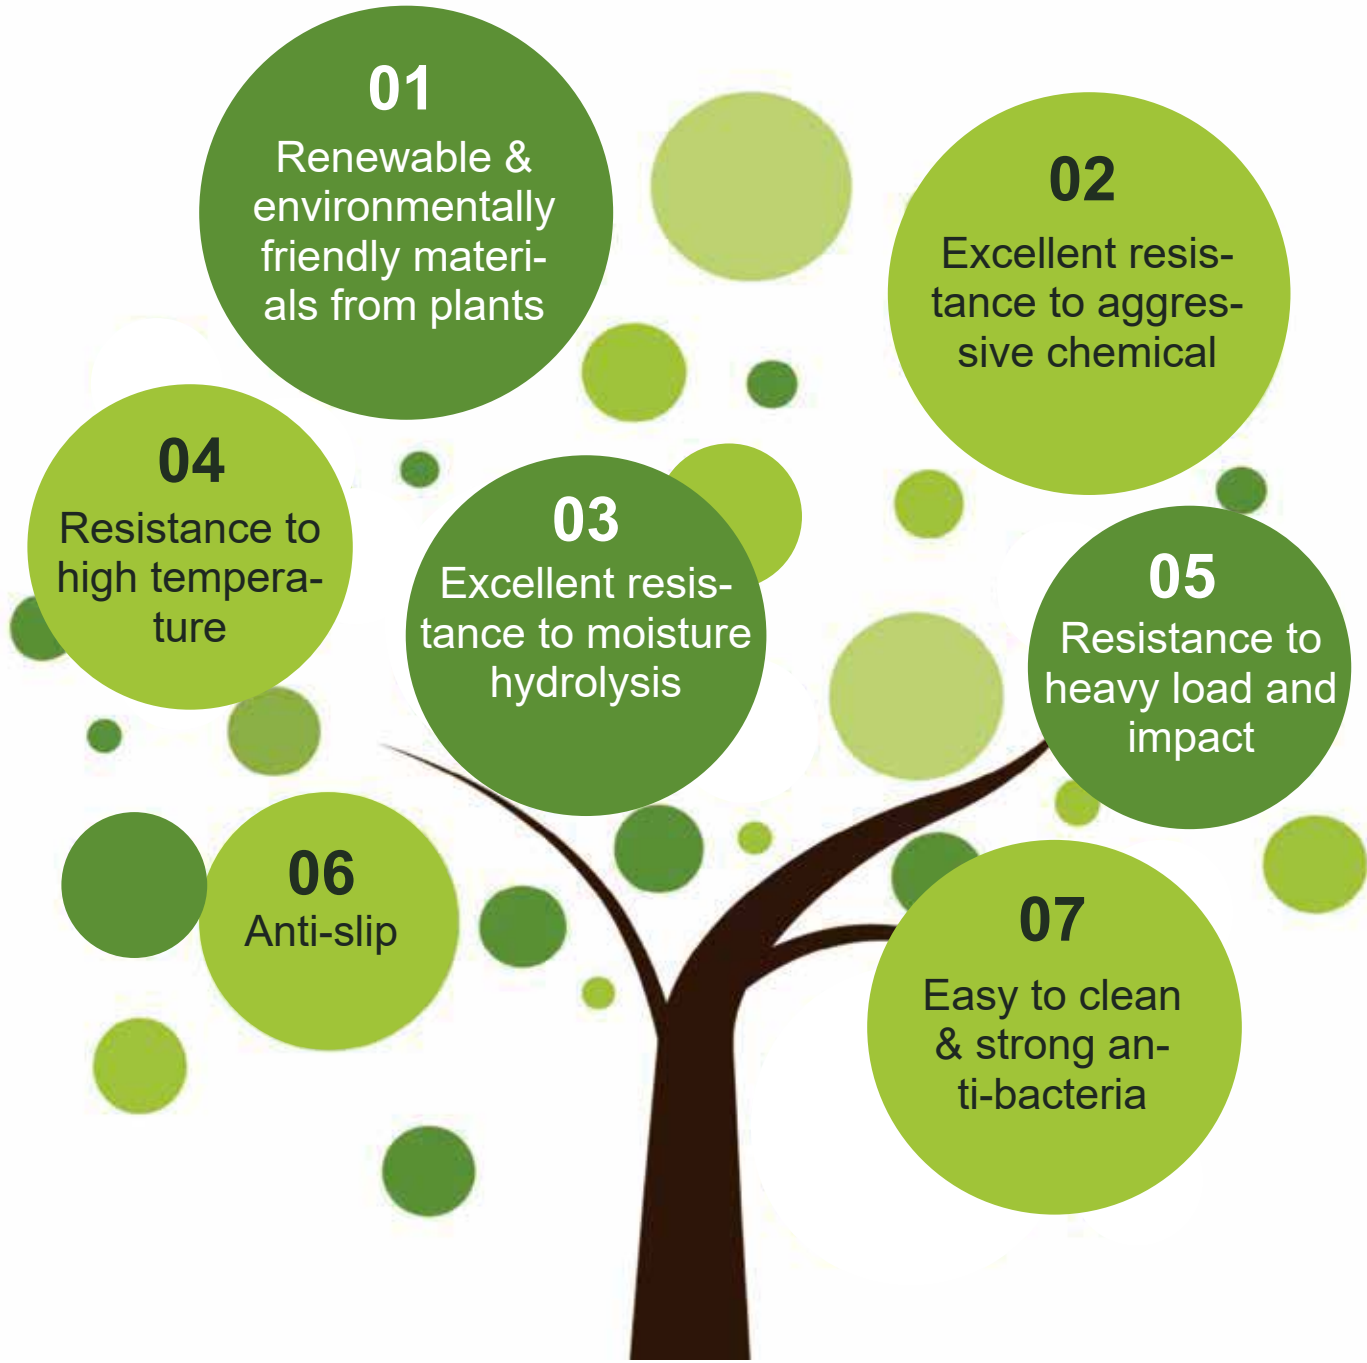 01
Renewable &
environmentally
friendly materi-
als from plants
02
Excellent resis-
tance to aggres-
sive chemical
03
Excellent resis-
tance to moisture
hydrolysis
04
Resistance to
high tempera-
ture
05
Resistance to
heavy load and
impact
06
Anti-slip
07
Easy to clean
& strong an-
ti-bacteria